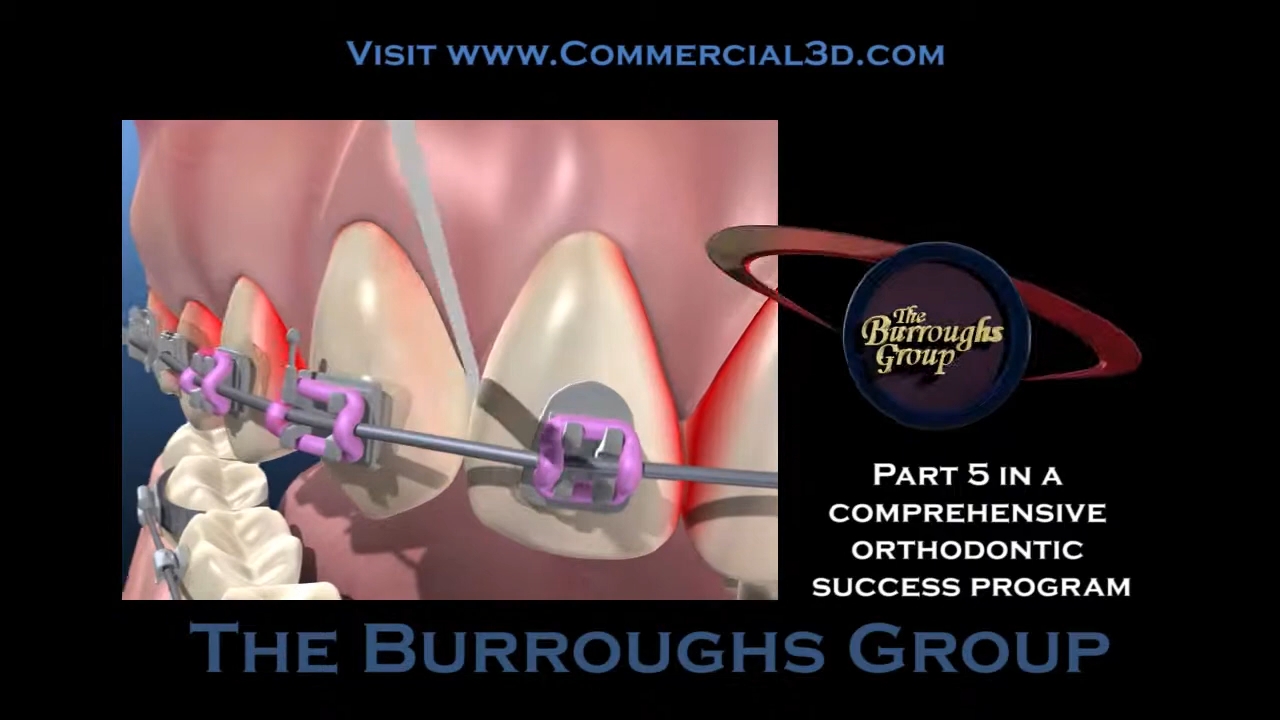 Visit www.Commercial3d.com
The
Burroughs
Group
Part 5 in a
comprehensive
orthodontic
success program
The Burroughs Group